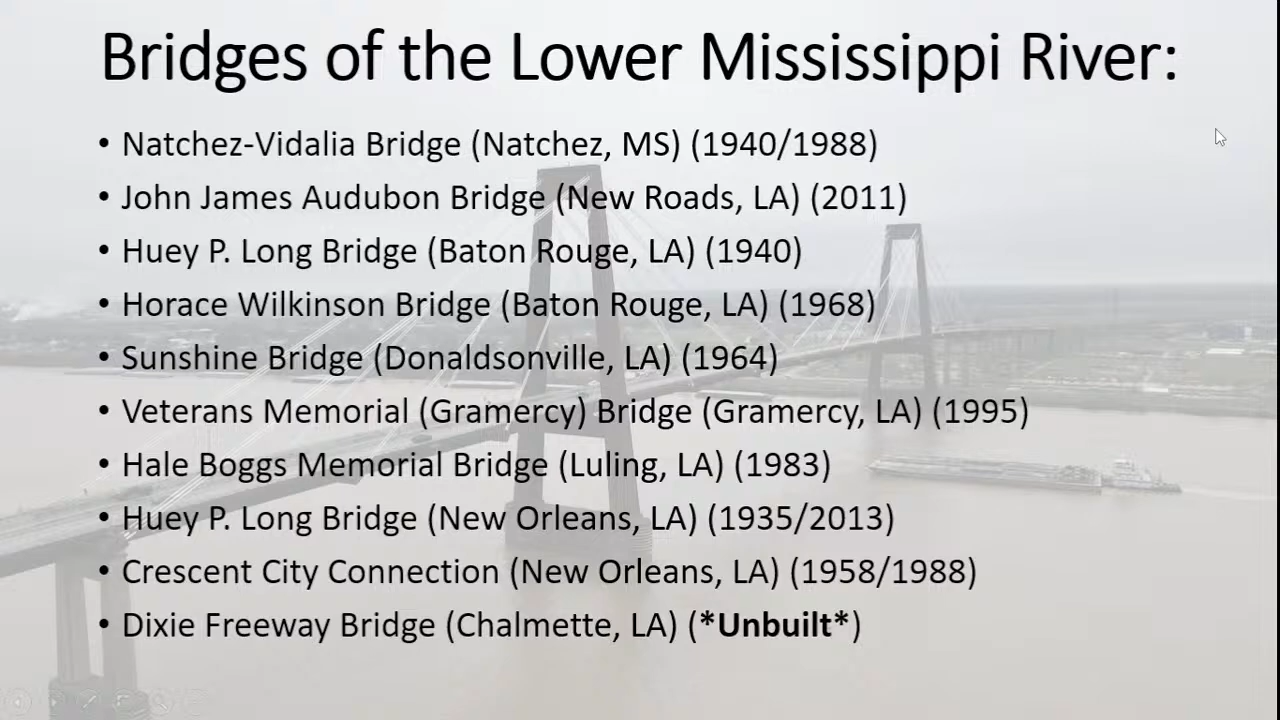 Bridges of the Lower Mississippi River:
• Natchez-Vidalia Bridge (Natchez, MS) (1940/1988)
• John James Audubon Bridge (New Roads, LA) (2011)
• Huey P. Long Bridge (Baton Rouge, LA) (1940)
• Horace Wilkinson Bridge (Baton Rouge, LA) (1968)
• Sunshine Bridge (Donaldsonville, LA) (1964)
• Veterans Memorial (Gramercy) Bridge (Gramercy, LA) (1995)
• Hale Boggs Memorial Bridge (Luling, LA) (1983)
• Huey P. Long Bridge (New Orleans, LA) (1935/2013)
• Crescent City Connection (New Orleans, LA) (1958/1988)
• Dixie Freeway Bridge (Chalmette, LA) (*Unbuilt*)